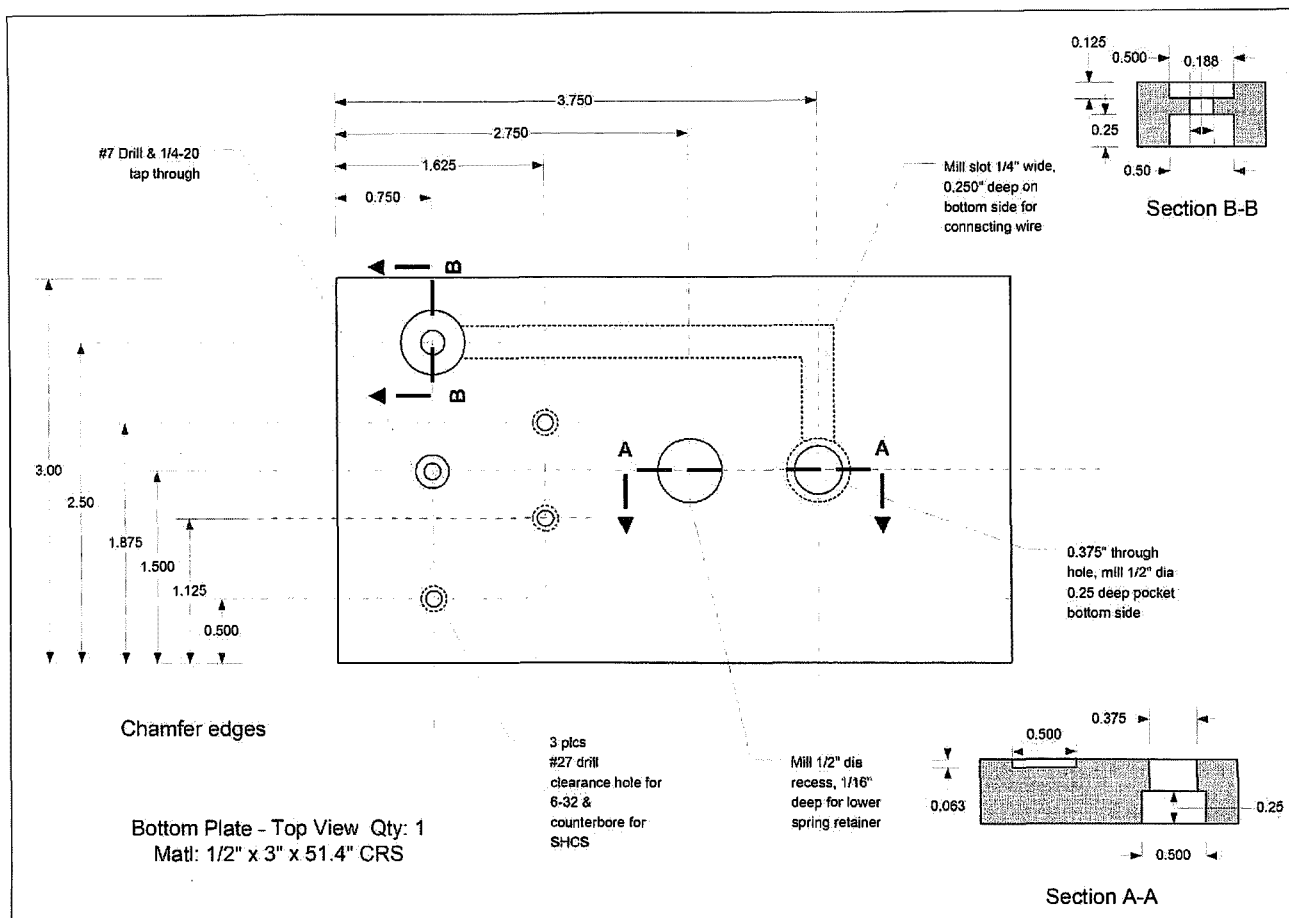 0.125
0.500
0.188
3.750
2.750
#7 Drill & 1/4-20
tap through
1.625
0.750
0.25
0.50
Section B-B
Mill slot 1/4" wide,
0.250" deep on
bottom side for
connecting wire
B
B
A
A
3.00
2.50
1.875
1.500
1.125
0.500
0.375" through
hole, mill 1/2" dia
0.25 deep pocket
bottom side
Chamfer edges
3 plcs
#27 drill
clearance hole for
6-32 &
counterbore for
SHCS
Mill 1/2" dia
recess, 1/16"
deep for lower
spring retainer
0.500
0.375
0.063
0.25
0.500
Section A-A
Bottom Plate - Top View Qty: 1
Matl: 1/2" x 3" x 51.4" CRS